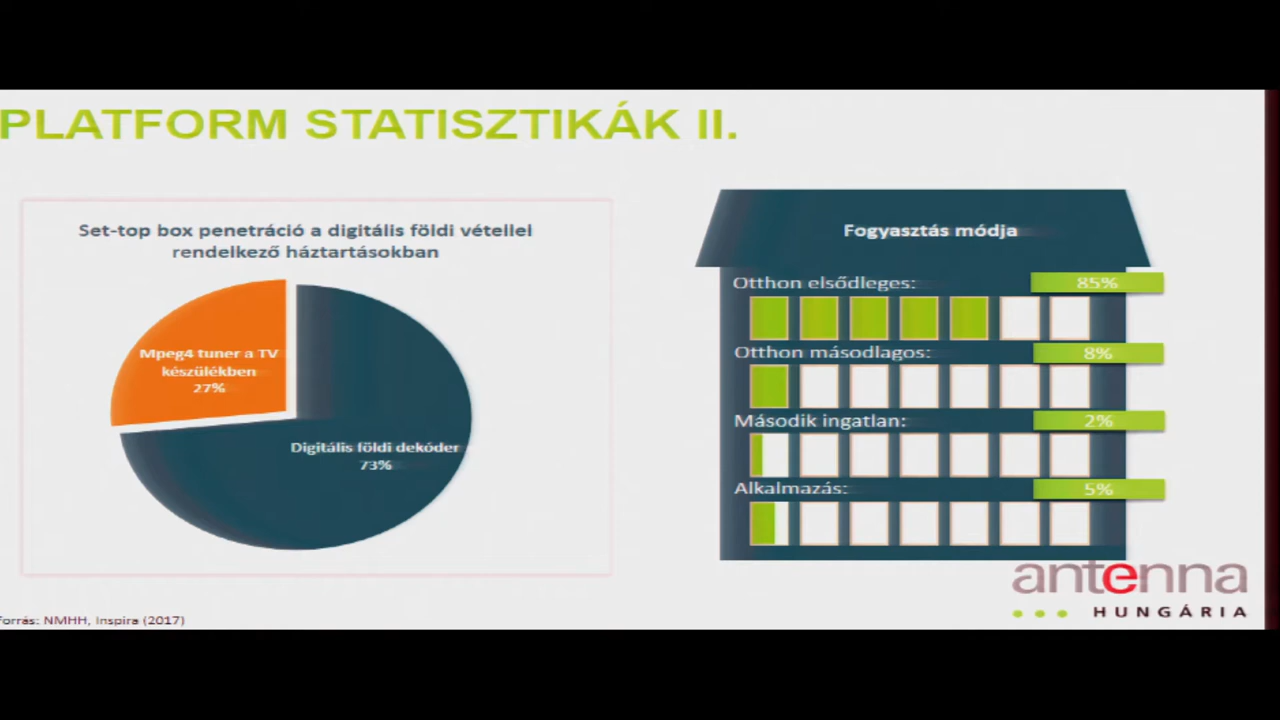 PLATFORM STATISZTIKÁK II.
Set-top box penetráció a digitális földi vétellel
rendelkező háztartásokban
Mpeg4 tuner a TV
készülékben
27%
Digitális földi dekóder
73%
Fogyasztás módja
Otthon elsődleges:
85%
Otthon másodlagos:
8%
Második ingatlan:
2%
Alkalmazás:
5%
antenna
HUNGÁRIA
Forrás: NMHH, Inspira (2017)